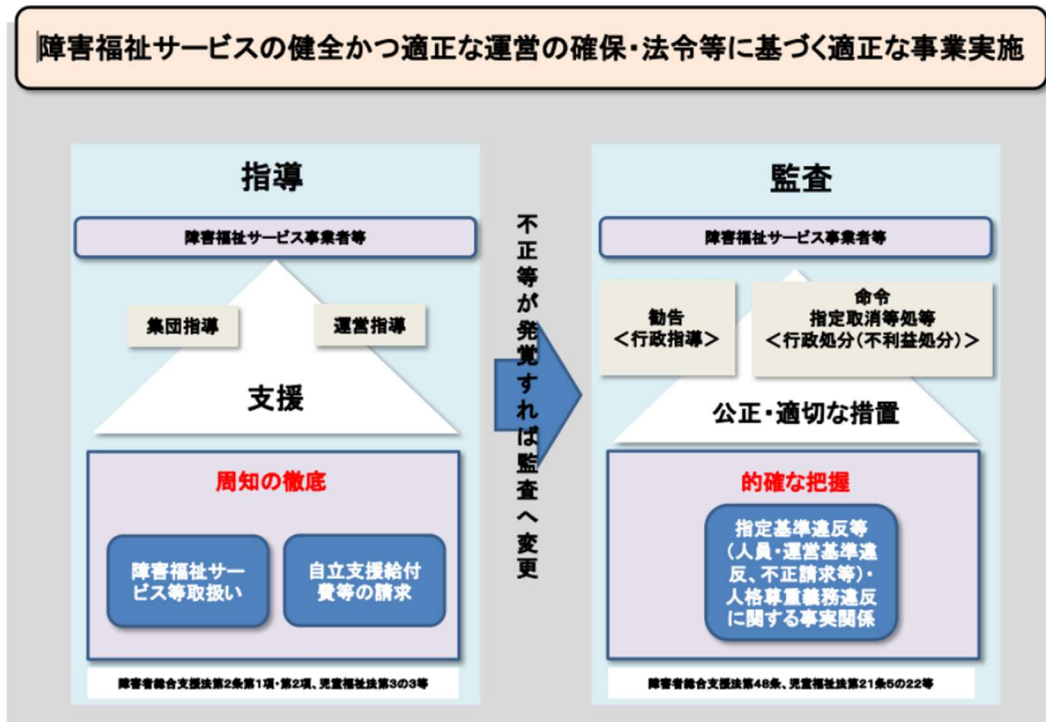 障害福祉サービスの健全かつ適正な運営の確保・法令等に基づく適正な事業実施
指導
障害福祉サービス事業者等
集団指導
運営指導
支援
周知の徹底
障害福祉サー
ビス等取扱い
自立支援給付
費等の請求
障害者総合支援法第2条第1項・第2項、児童福祉法第3の3等
不正等が発覚すれば監査へ変更
監査
障害福祉サービス事業者等
勧告
＜行政指導＞
命令
指定取消等処等
＜行政処分(不利益処分)＞
公正・適切な措置
的確な把握
指定基準違反等
(人員・運営基準違
反、不正請求等)・
人格尊重義務違反
に関する事実関係
障害者総合支援法第48条、児童福祉法第21条5の22等